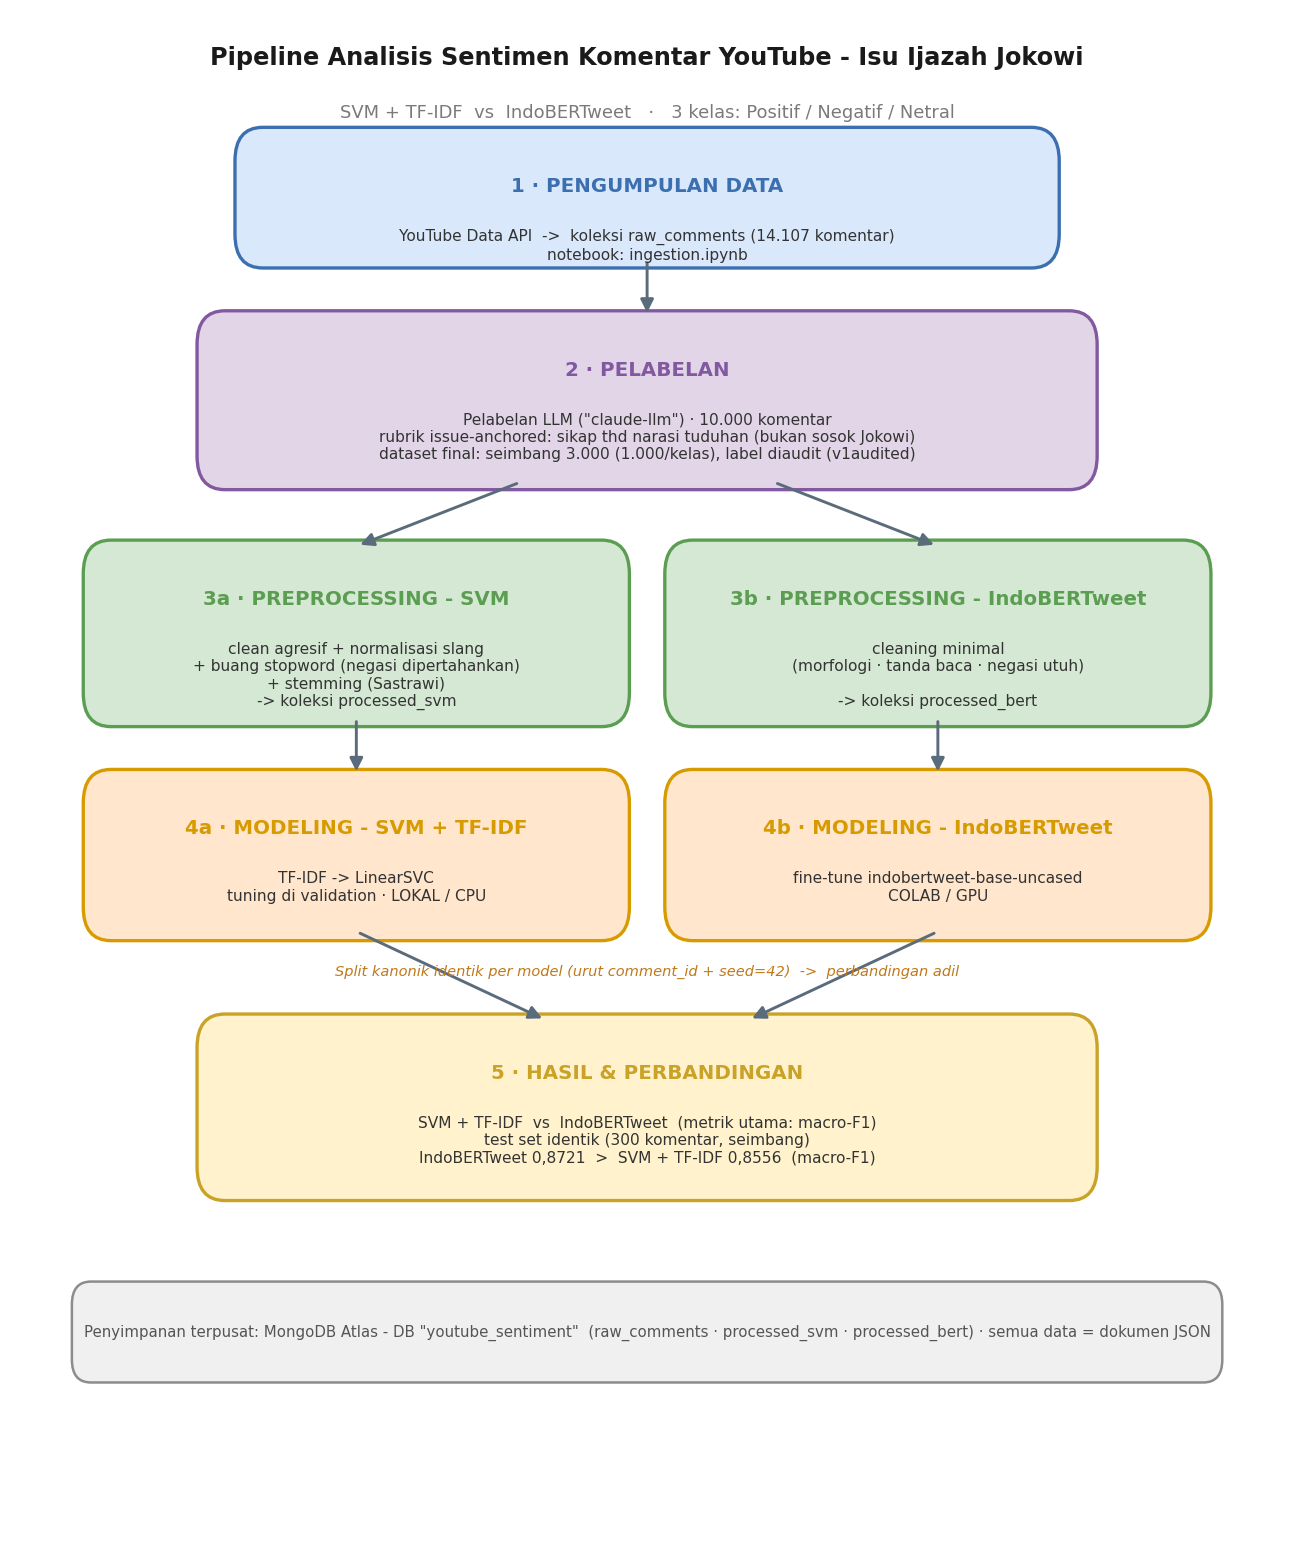 Pipeline Analisis Sentimen Komentar YouTube - Isu Ijazah Jokowi
SVM + TF-IDF vs IndoBERTweet · 3 kelas: Positif / Negatif / Netral
1 · PENGUMPULAN DATA
YouTube Data API -> koleksi raw_comments (14.107 komentar)
notebook: ingestion.ipynb
2 · PELABELAN
Pelabelan LLM ("claude-llm") · 10.000 komentar
rubrik issue-anchored: sikap thd narasi tuduhan (bukan sosok Jokowi)
dataset final: seimbang 3.000 (1.000/kelas), label diaudit (v1audited)
3a · PREPROCESSING - SVM
clean agresif + normalisasi slang
+ buang stopword (negasi dipertahankan)
+ stemming (Sastrawi)
-> koleksi processed_svm
3b · PREPROCESSING - IndoBERTweet
cleaning minimal
(morfologi · tanda baca · negasi utuh)
-> koleksi processed_bert
4a · MODELING - SVM + TF-IDF
TF-IDF -> LinearSVC
tuning di validation · LOKAL / CPU
4b · MODELING - IndoBERTweet
fine-tune indobertweet-base-uncased
COLAB / GPU
Split kanonik identik per model (urut comment_id + seed=42) -> perbandingan adil
5 · HASIL & PERBANDINGAN
SVM + TF-IDF vs IndoBERTweet (metrik utama: macro-F1)
test set identik (300 komentar, seimbang)
IndoBERTweet 0,8721 > SVM + TF-IDF 0,8556 (macro-F1)
Penyimpanan terpusat: MongoDB Atlas - DB "youtube_sentiment" (raw_comments · processed_svm · processed_bert) · semua data = dokumen JSON